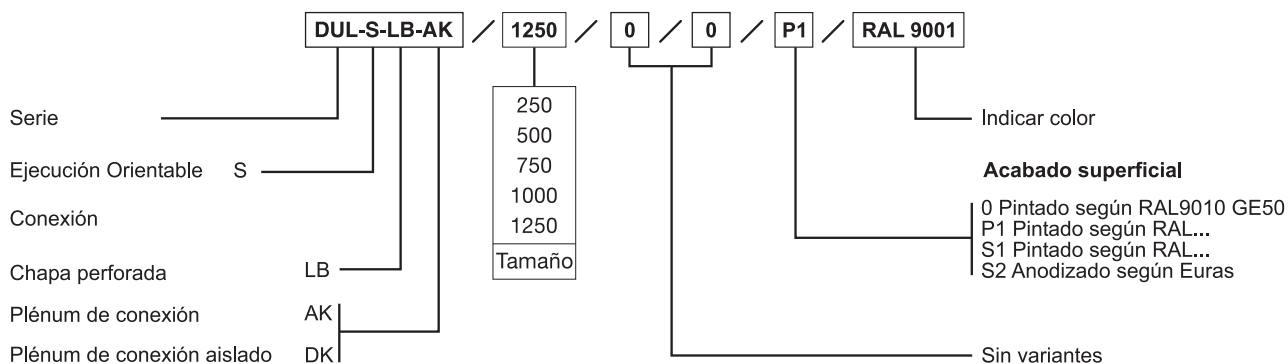 DUL-S-LB-AK / 1250 / 0 / 0 / P1 / RAL 9001
250
500
750
1000
1250
Tamaño
Serie
Ejecución Orientable S
Conexión
Chapa perforada LB
Plénum de conexión AK
Plénum de conexión aislado DK
Indicar color
Acabado superficial
0 Pintado según RAL9010 GE50
P1 Pintado según RAL...
S1 Pintado según RAL...
S2 Anodizado según Euras
Sin variantes